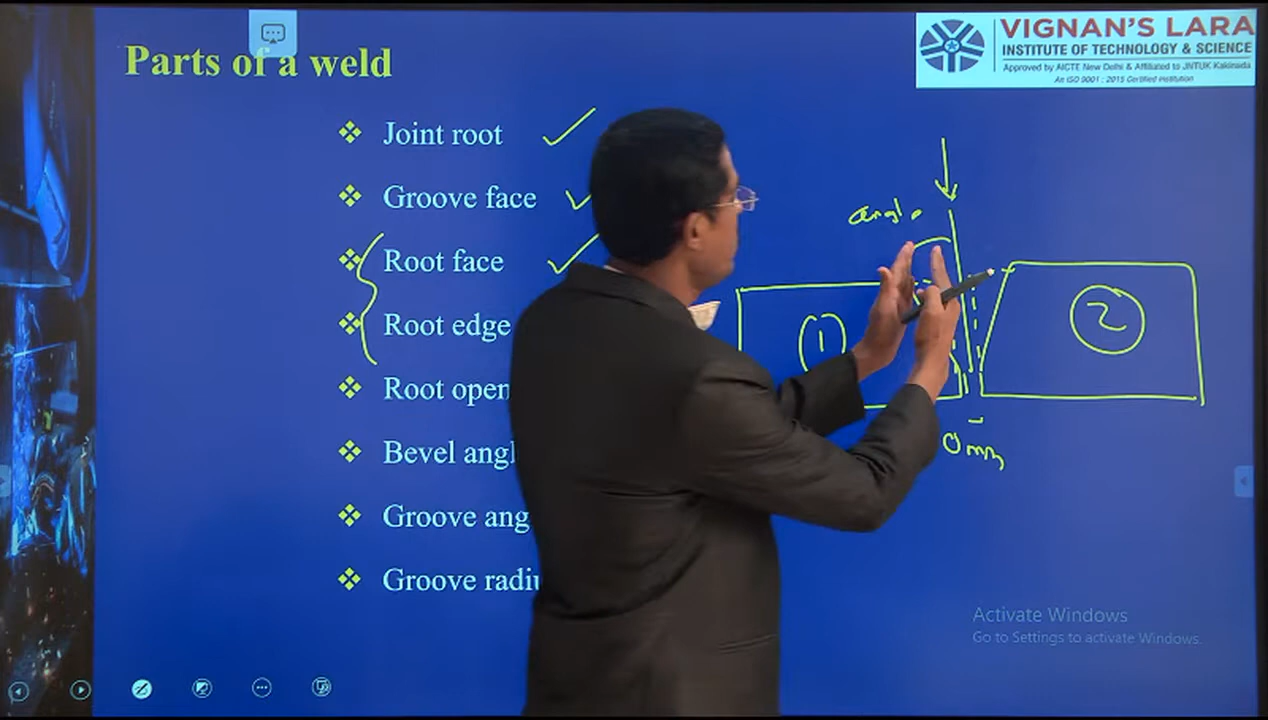 Parts of a weld
VIGNAN'S LARA
INSTITUTE OF TECHNOLOGY & SCIENCE
Approved by AICTE New Delhi & Affiliated to JNTUK Kakinada
An ISO 9001 : 2015 Certified Institution
Joint root
Groove face
Root face
Root edge
Root open
Bevel angl
Groove ang
Groove radiu
angle
1
2
0mm
Activate Windows
Go to Settings to activate Windows.